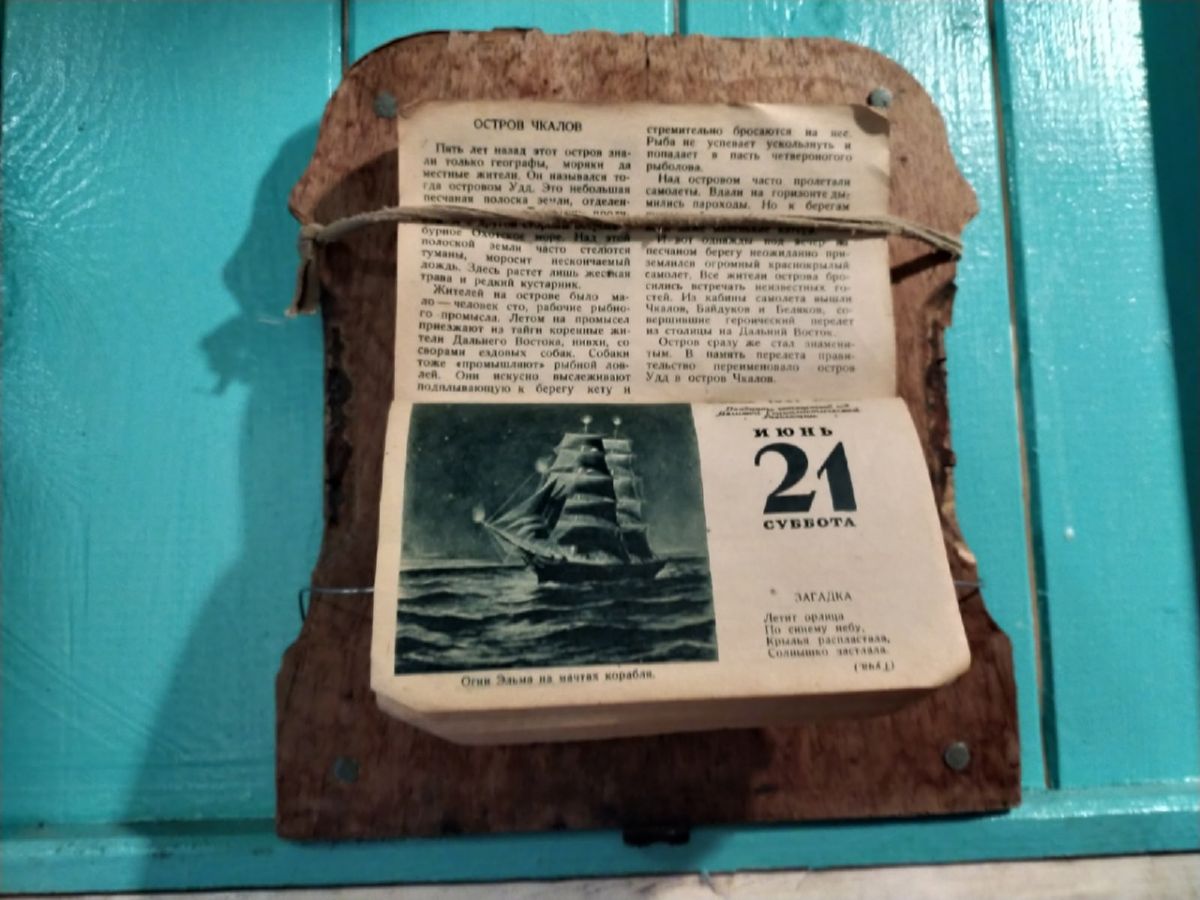 ОСТРОВ ЧКАЛОВ
Пять лет назад этот остров зна-
ли только географы, моряки да
местные жители. Он назывался то-
гда островом Удд. Это небольшая
песчаная полоска земли, отделен-
бурное Охотское море. Над этой
полоской земли часто стелются
туманы, моросит нескончаемый
дождь. Здесь растет лишь жесткая
трава и редкий кустарник.
Жителей на острове было ма-
ло — человек сто, рабочие рыбно-
го промысла. Летом на промысел
приезжают из тайги коренные жи-
тели Дальнего Востока, нивхи, со
сворами ездовых собак. Собаки
тоже «промышляют» рыбной лов-
лей. Они искусно выслеживают
подплывающую к берегу кету и
стремительно бросаются на нее.
Рыба не успевает ускользнуть и
попадает в пасть четвероногого
рыболова.
Над островом часто пролетали
самолеты. Вдали на горизонте ды-
мились пароходы. Но к берегам
И вот однажды под вечер на
песчаном берегу неожиданно при-
землился огромный краснокрылый
самолет. Все жители острова бро-
сились встречать неизвестных го-
стей. Из кабины самолета вышли
Чкалов, Байдуков и Беляков, со-
вершившие героический перелет
из столицы на Дальний Восток.
Остров сразу же стал знамени-
тым. В память перелета прави-
тельство переименовало остров
Удд в остров Чкалов.
Огни Эльма на мачтах корабля.
ИЮНЬ
21
СУББОТА
ЗАГАДКА
Летит орлица
По синему небу,
Крылья распластала,
Солнышко застлала.
(Туча.)